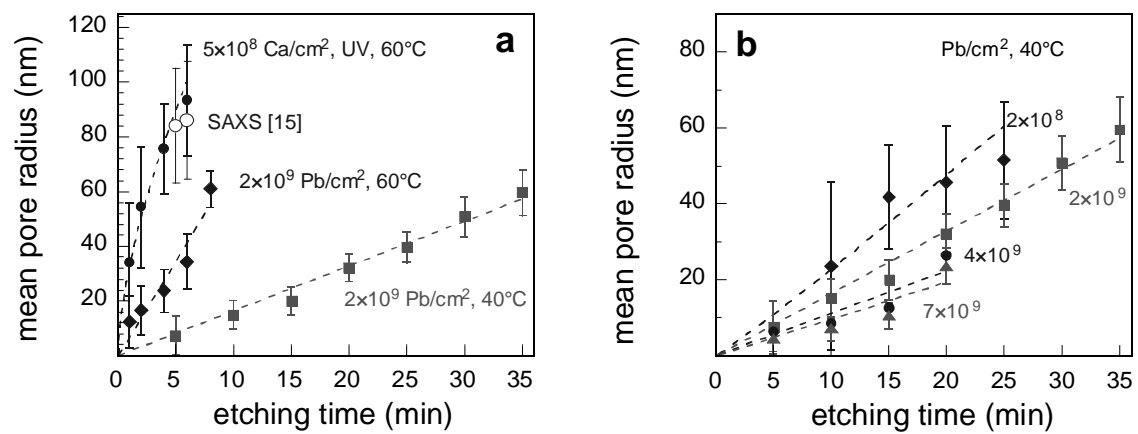 a
5×10⁸ Ca/cm², UV, 60°C
SAXS [15]
2×10⁹ Pb/cm², 60°C
2×10⁹ Pb/cm², 40°C
mean pore radius (nm)
120
100
80
60
40
20
0 5 10 15 20 25 30 35
etching time (min)
b
Pb/cm², 40°C
2×10⁸
2×10⁹
4×10⁹
7×10⁹
mean pore radius (nm)
80
60
40
20
0 5 10 15 20 25 30 35
etching time (min)